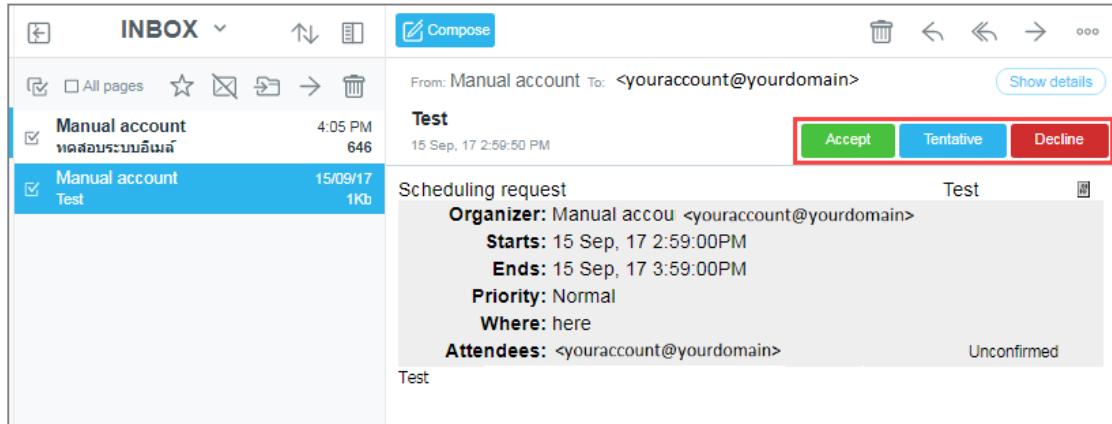 INBOX
Compose
All pages
Manual account 4:05 PM
ทดสอบระบบอีเมล์ 646
Manual account 15/09/17
Test 1Kb
From: Manual account To: <youraccount@yourdomain>
Show details
Test
15 Sep, 17 2:59:50 PM
Accept Tentative Decline
Scheduling request Test
Organizer: Manual accou <youraccount@yourdomain>
Starts: 15 Sep, 17 2:59:00PM
Ends: 15 Sep, 17 3:59:00PM
Priority: Normal
Where: here
Attendees: <youraccount@yourdomain> Unconfirmed
Test